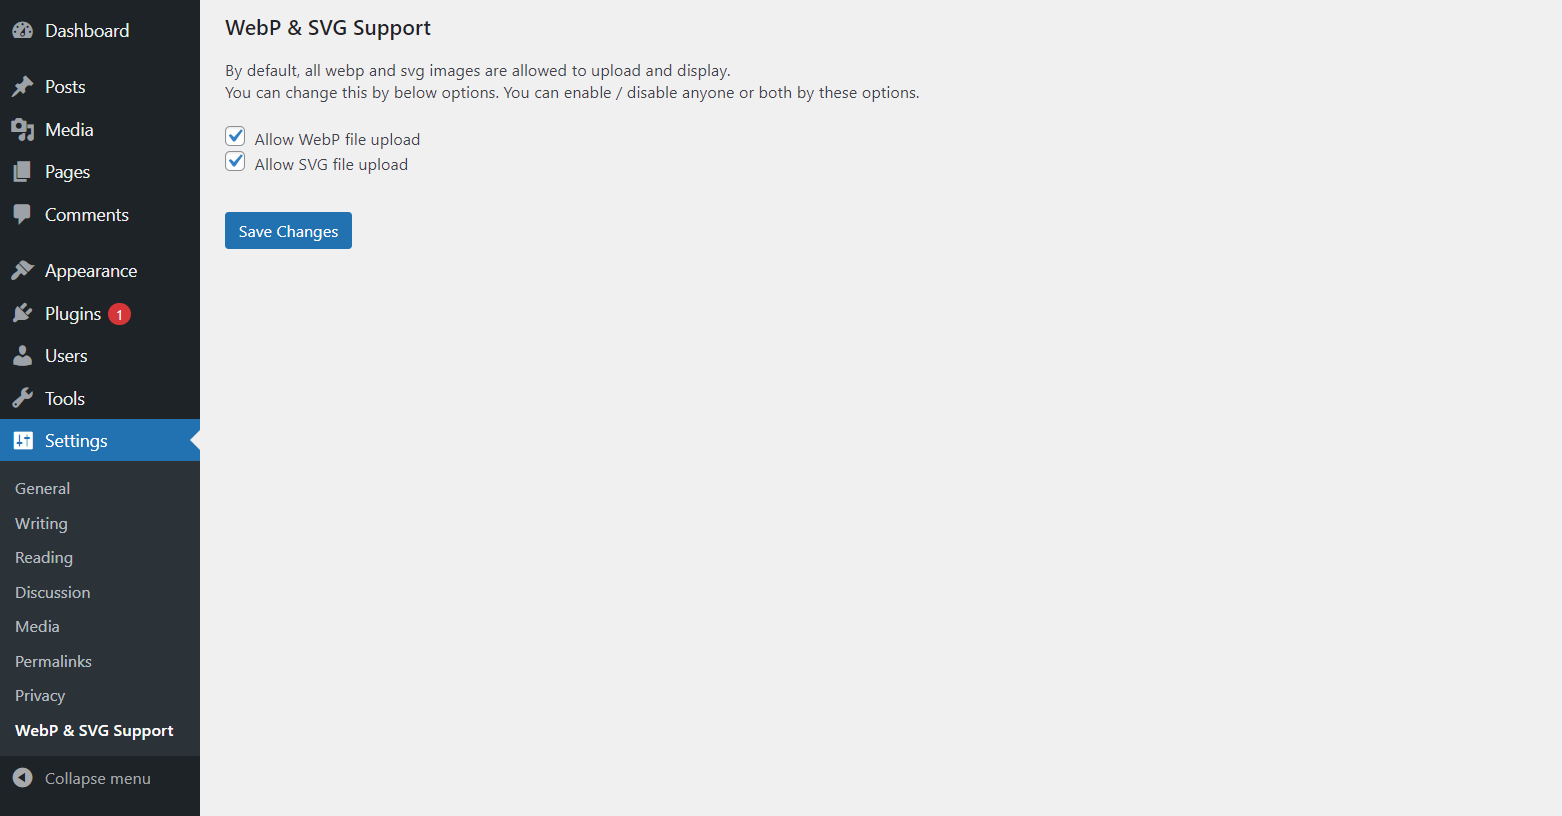 Dashboard
Posts
Media
Pages
Comments
Appearance
Plugins 1
Users
Tools
Settings
General
Writing
Reading
Discussion
Media
Permalinks
Privacy
WebP & SVG Support
Collapse menu
WebP & SVG Support
By default, all webp and svg images are allowed to upload and display.
You can change this by below options. You can enable / disable anyone or both by these options.
Allow WebP file upload
Allow SVG file upload
Save Changes